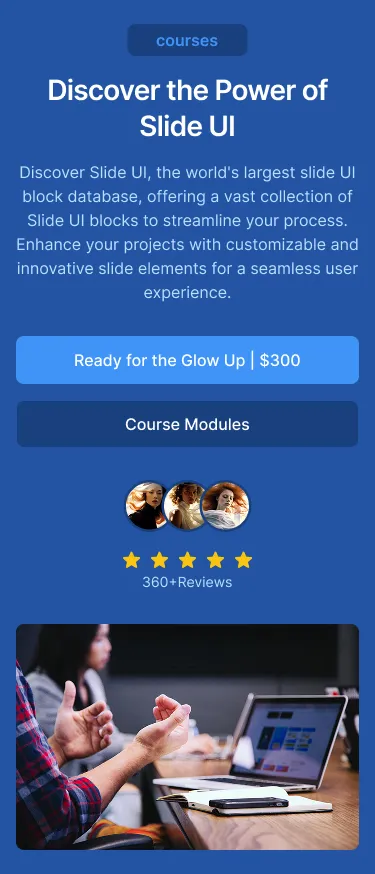 courses
Discover the Power of
Slide UI
Discover Slide UI, the world's largest slide UI
block database, offering a vast collection of
Slide UI blocks to streamline your process.
Enhance your projects with customizable and
innovative slide elements for a seamless user
experience.
Ready for the Glow Up | $300
Course Modules
360+Reviews